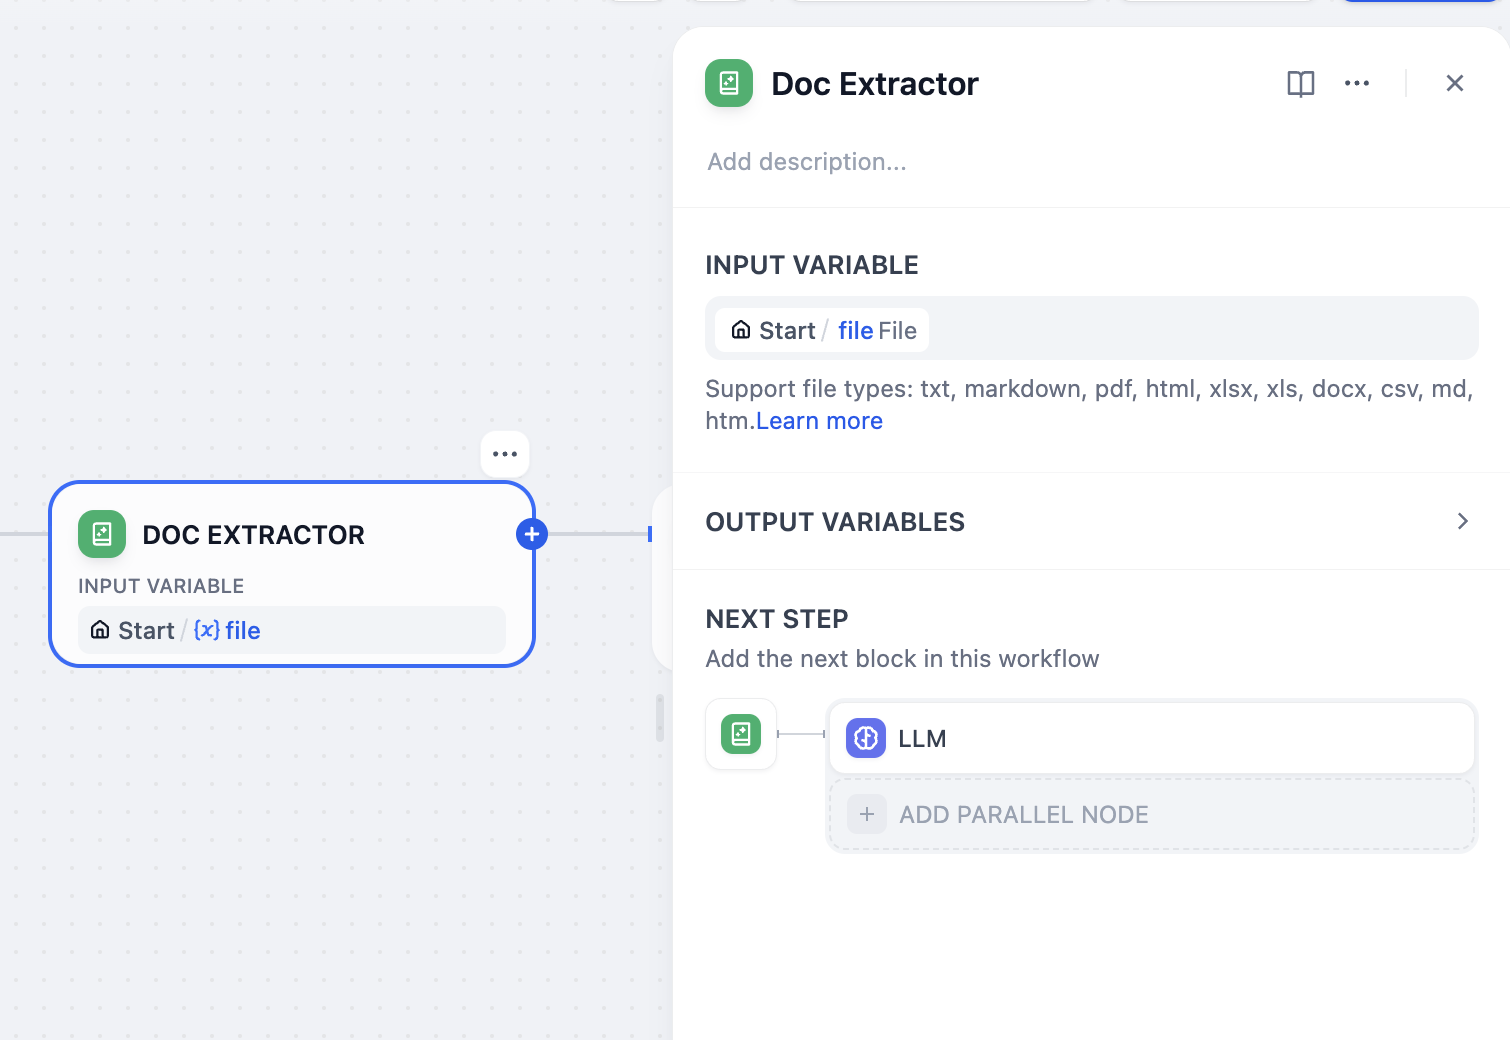 DOC EXTRACTOR
INPUT VARIABLE
Start / {x} file
Doc Extractor
Add description...
INPUT VARIABLE
Start / file File
Support file types: txt, markdown, pdf, html, xlsx, xls, docx, csv, md,
htm.Learn more
OUTPUT VARIABLES
NEXT STEP
Add the next block in this workflow
LLM
+ ADD PARALLEL NODE